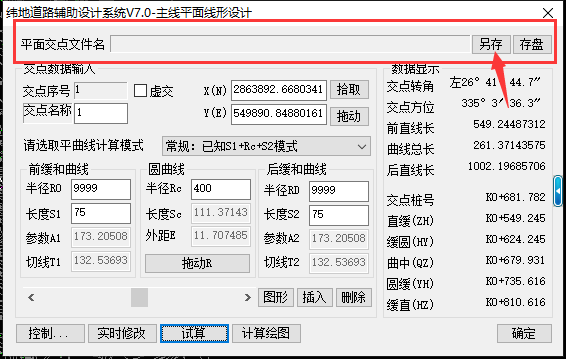 纬地道路辅助设计系统V7.0-主线平面线形设计
平面交点文件名 另存 存盘
交点数据输入
交点序号 1 虚交 X(N) 2863892.6680341 拾取
交点名称 1 Y(E) 549890.84880161 拖动
请选取平曲线计算模式 常规：已知S1+Rc+S2模式
前缓和曲线 圆曲线 后缓和曲线
半径RO 9999 半径Rc 400 半径RD 9999
长度S1 75 长度Sc 111.37143 长度S2 75
参数A1 173.20508 外距E 11.707485 参数A2 173.20508
切线T1 132.53693 拖动R 切线T2 132.53693
图形 插入 删除
数据显示
交点转角 左26° 41 44.7″
交点方位 335° 3′ 36.3″
前直线长 549.24487312
曲线总长 261.37143575
后直线长 1002.19685706
交点桩号 K0+681.782
直缓(ZH) K0+549.245
缓圆(HY) K0+624.245
曲中(QZ) K0+679.931
圆缓(YH) K0+735.616
缓直(HZ) K0+810.616
控制... 实时修改 试算 计算绘图 确定